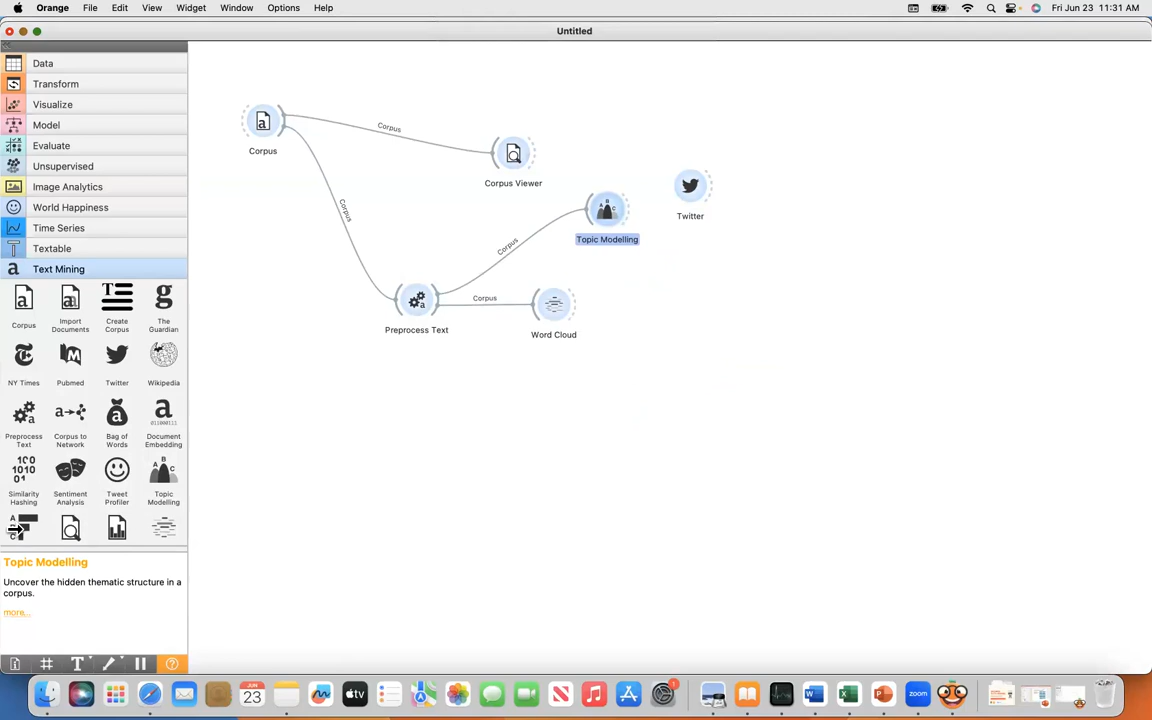 Orange File Edit View Widget Window Options Help Fri Jun 23 11:31 AM
Untitled
Data
Transform
Visualize
Model
Evaluate
Unsupervised
Image Analytics
World Happiness
Time Series
Textable
Text Mining
Corpus
Import
Documents
Create
Corpus
The
Guardian
NY Times
Pubmed
Twitter
Wikipedia
Preprocess
Text
Corpus to
Network
Bag of
Words
Document
Embedding
Similarity
Hashing
Sentiment
Analysis
Tweet
Profiler
Topic
Modelling
Topic Modelling
Uncover the hidden thematic structure in a
corpus.
more...
Corpus
Corpus
Corpus Viewer
Corpus
Twitter
Topic Modelling
Corpus
Corpus
Preprocess Text
Word Cloud
JUN
23
tv
zoom